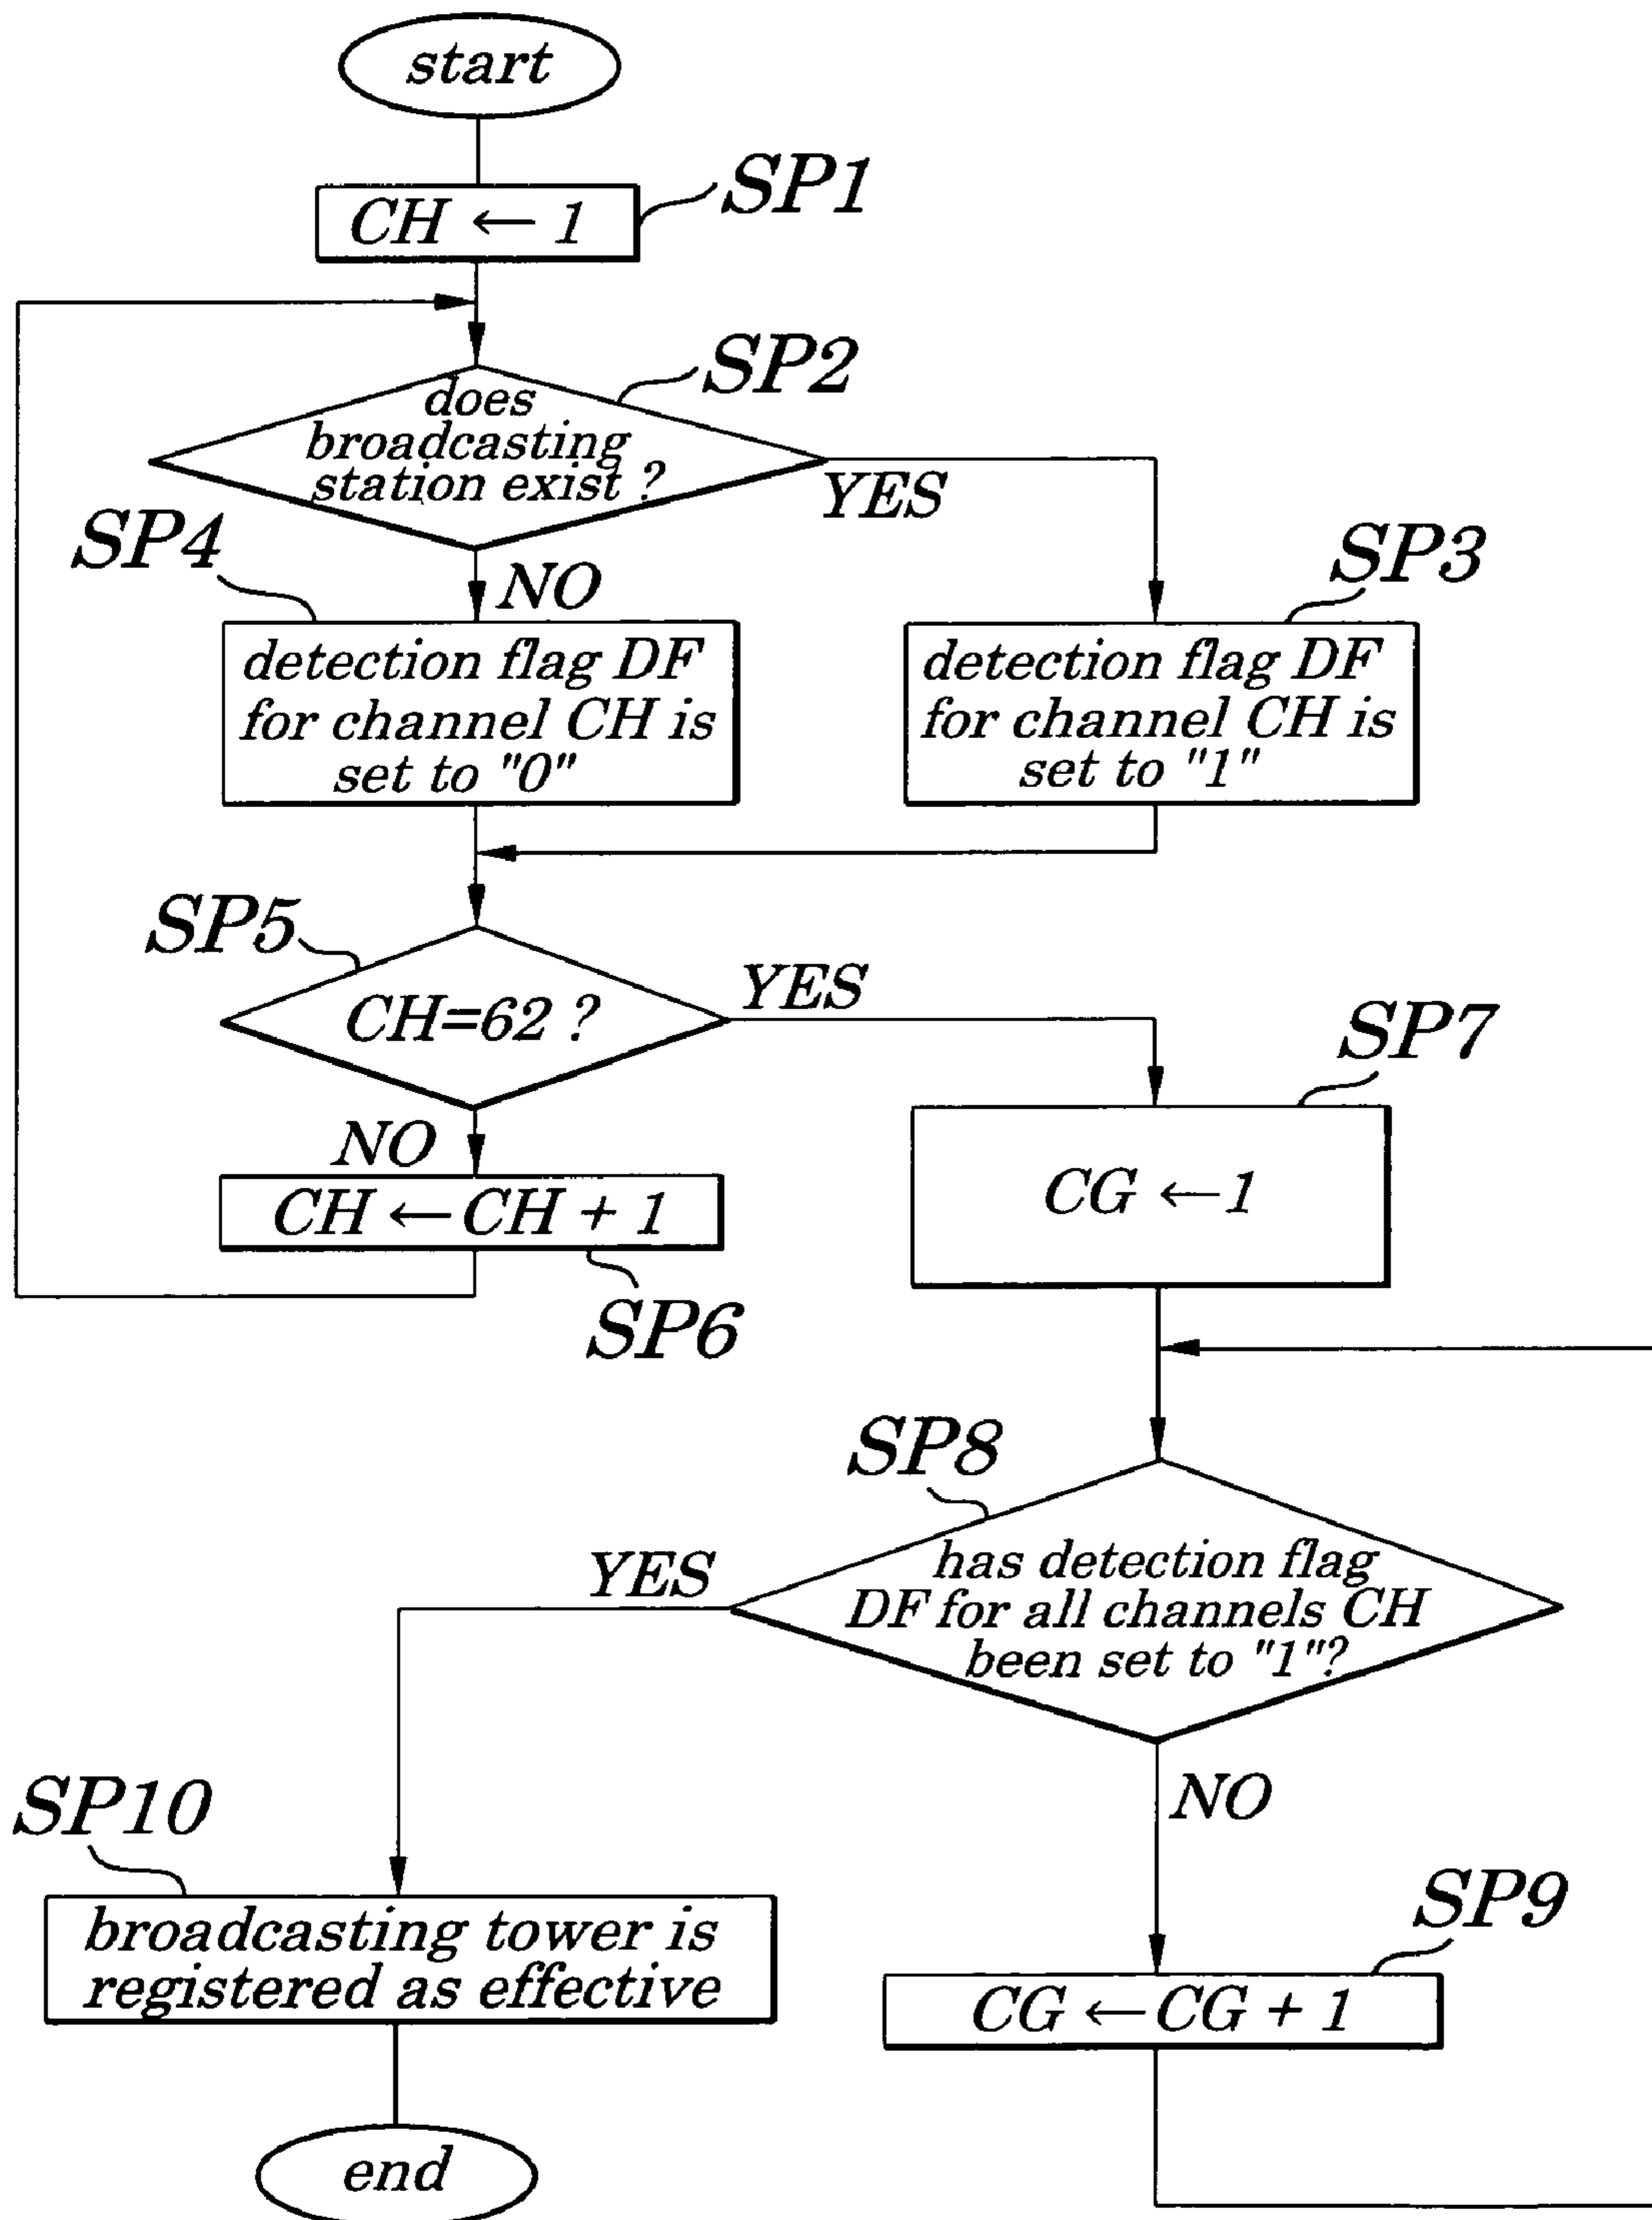 start
SP1
CH ← 1
SP2
does
broadcasting
station exist ?
YES
SP4
NO
SP3
detection flag DF
for channel CH is
set to "0"
detection flag DF
for channel CH is
set to "1"
SP5
CH=62 ?
YES
SP7
NO
CG ←1
CH ←CH + 1
SP6
SP8
YES
has detection flag
DF for all channels CH
been set to "1"?
NO
SP10
SP9
broadcasting tower is
registered as effective
CG ←CG + 1
end